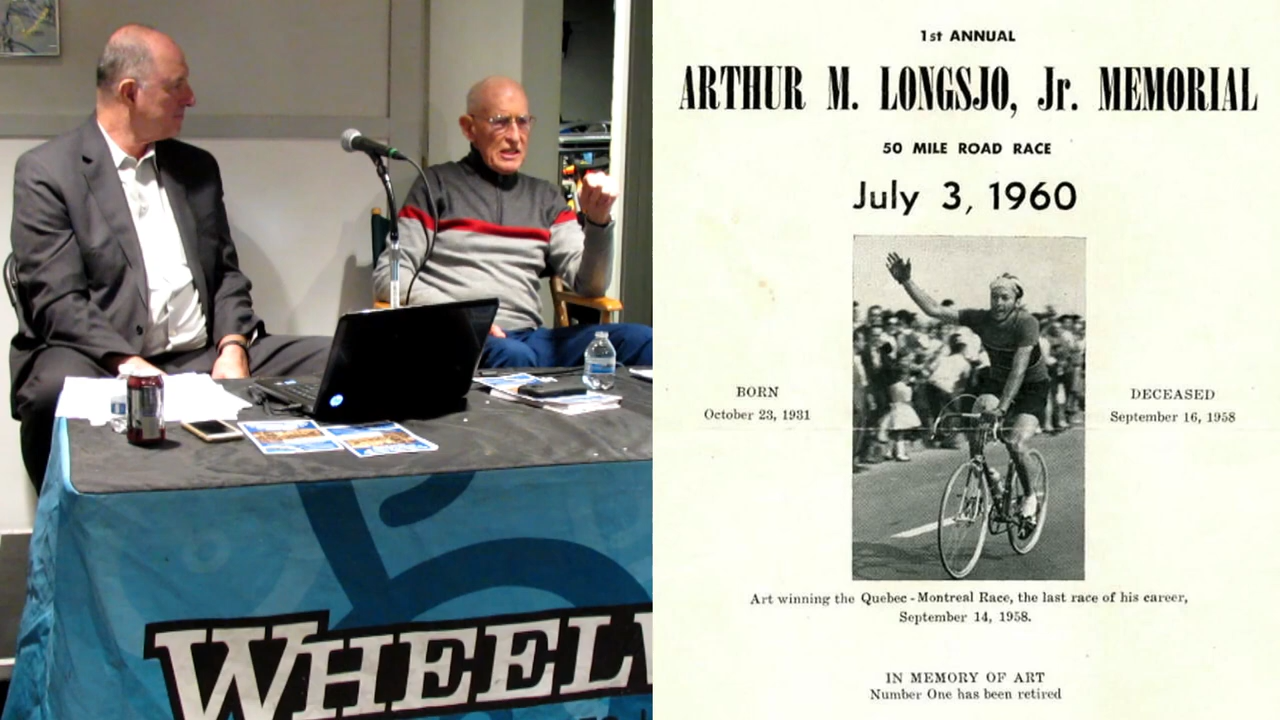 WHEELW
1st ANNUAL
ARTHUR M. LONGSJO, Jr. MEMORIAL
50 MILE ROAD RACE
July 3, 1960
BORN
October 23, 1931
DECEASED
September 16, 1958
Art winning the Quebec - Montreal Race, the last race of his career,
September 14, 1958.
IN MEMORY OF ART
Number One has been retired